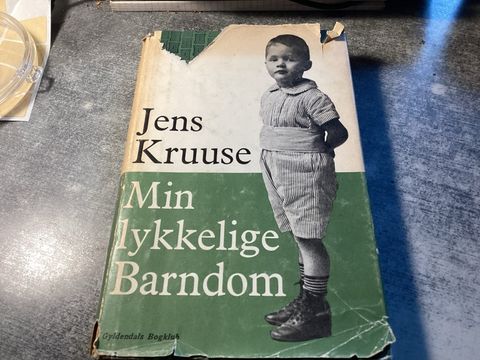 Jens
Kruuse
Min
lykkelige
Barndom
Gyldendals Bogklub